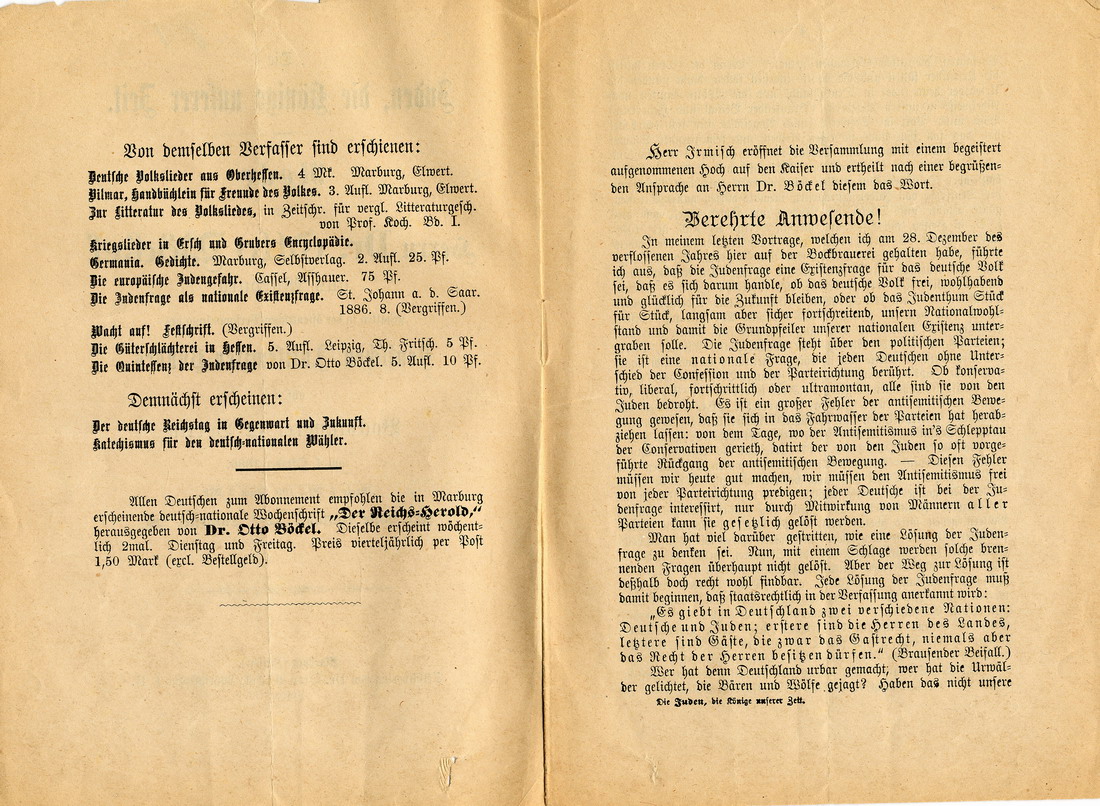 Von demselben Verfasser sind erschienen:
Deutsche Volkslieder aus Oberhessen. 4 Mk. Marburg, Elwert.
Vilmar, Handbüchlein für Freunde des Volkes. 3. Aufl. Marburg, Elwert.
Zur Litteratur des Volksliedes, in Zeitschr. für vergl. Litteraturgesch.
von Prof. Koch. Bd. I.
Kriegslieder in Ersch und Grubers Encyclopädie.
Germania. Gedichte. Marburg, Selbstverlag. 2. Aufl. 25. Pf.
Die europäische Judengefahr. Cassel, Affhauer. 75 Pf.
Die Judenfrage als nationale Existenzfrage. St. Johann a. d. Saar.
1886. 8. (Vergriffen.)
Wacht auf! Festschrift. (Vergriffen.)
Die Güterschlächterei in Hessen. 5. Aufl. Leipzig, Th. Fritsch. 5 Pf.
Die Quintessenz der Judenfrage von Dr. Otto Böckel. 5. Aufl. 10 Pf.
Demnächst erscheinen:
Der deutsche Reichstag in Gegenwart und Zukunft.
Katechismus für den deutsch-nationalen Wähler.
Allen Deutschen zum Abonnement empfohlen die in Marburg
erscheinende deutsch-nationale Wochenschrift „Der Reichs-Herold,“
herausgegeben von Dr. Otto Böckel. Dieselbe erscheint wöchent-
lich 2mal. Dienstag und Freitag. Preis vierteljährlich per Post
1,50 Mark (excl. Bestellgeld).
Herr Irmisch eröffnet die Versammlung mit einem begeistert
aufgenommenen Hoch auf den Kaiser und ertheilt nach einer begrüßen-
den Ansprache an Herrn Dr. Böckel diesem das Wort.
Verehrte Anwesende!
In meinem letzten Vortrage, welchen ich am 28. Dezember des
verflossenen Jahres hier auf der Bockbrauerei gehalten habe, führte
ich aus, daß die Judenfrage eine Existenzfrage für das deutsche Volk
sei, daß es sich darum handle, ob das deutsche Volk frei, wohlhabend
und glücklich für die Zukunft bleiben, oder ob das Judenthum Stück
für Stück, langsam aber sicher fortschreitend, unsern Nationalwohl-
stand und damit die Grundpfeiler unserer nationalen Existenz unter-
graben solle. Die Judenfrage steht über den politischen Parteien;
sie ist eine nationale Frage, die jeden Deutschen ohne Unter-
schied der Confession und der Parteirichtung berührt. Ob konserva-
tiv, liberal, fortschrittlich oder ultramontan, alle sind sie von den
Juden bedroht. Es ist ein großer Fehler der antisemitischen Bewe-
gung gewesen, daß sie sich in das Fahrwasser der Parteien hat herab-
ziehen lassen: von dem Tage, wo der Antisemitismus in's Schlepptau
der Conservativen gerieth, datirt der von den Juden so oft vorge-
führte Rückgang der antisemitischen Bewegung. — Diesen Fehler
müssen wir heute gut machen, wir müssen den Antisemitismus frei
von jeder Parteirichtung predigen; jeder Deutsche ist bei der Ju-
denfrage interessirt, nur durch Mitwirkung von Männern aller
Parteien kann sie gesetzlich gelöst werden.
Man hat viel darüber gestritten, wie eine Lösung der Juden-
frage zu denken sei. Nun, mit einem Schlage werden solche bren-
nenden Fragen überhaupt nicht gelöst. Aber der Weg zur Lösung ist
deßhalb doch recht wohl findbar. Jede Lösung der Judenfrage muß
damit beginnen, daß staatsrechtlich in der Verfassung anerkannt wird:
„Es giebt in Deutschland zwei verschiedene Nationen:
Deutsche und Juden; erstere sind die Herren des Landes,
letztere sind Gäste, die zwar das Gastrecht, niemals aber
das Recht der Herren besitzen dürfen.“ (Brausender Beifall.)
Wer hat denn Deutschland urbar gemacht; wer hat die Urwäl-
der gelichtet, die Bären und Wölfe gejagt? Haben das nicht unsere
Die Juden, die Könige unserer Zeit.